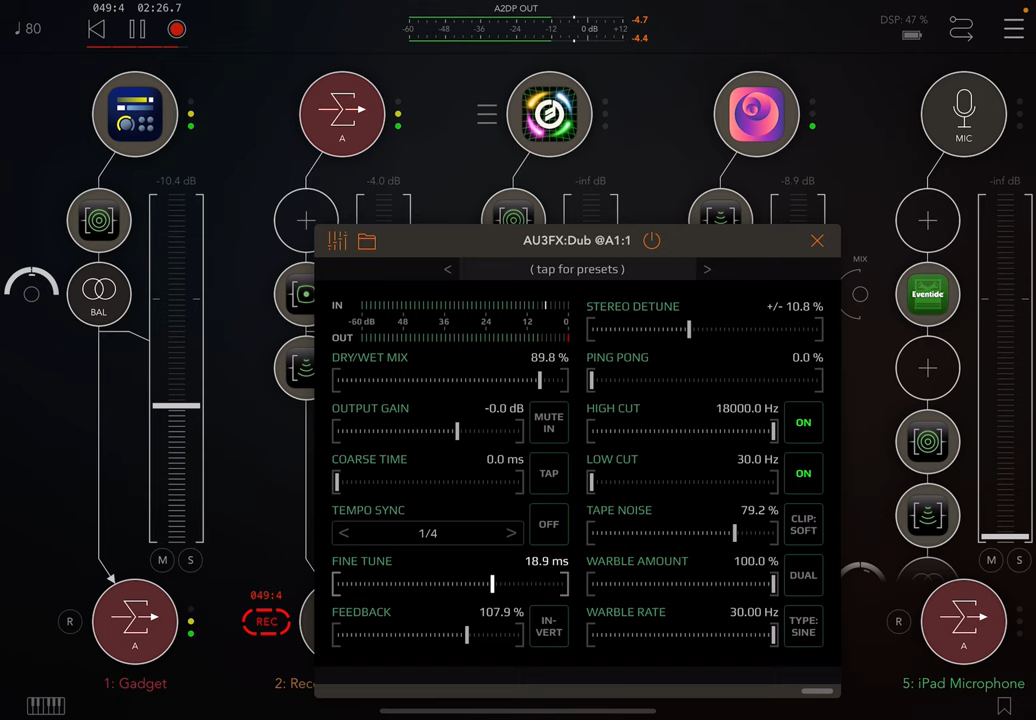 049:4 02:26.7
♩ 80
A2DP OUT
-60 -48 -36 -24 -12 0 dB +12
-4.7
-4.4
DSP: 47 %
A
MIC
-10.4 dB
-4.0 dB
-inf dB
-8.9 dB
-inf dB
BAL
MIX
Eventide
AU3FX:Dub @A1:1
< ( tap for presets ) >
IN
-60 dB 48 36 24 12 0
OUT
DRY/WET MIX 89.8 %
OUTPUT GAIN -0.0 dB
MUTE
IN
COARSE TIME 0.0 ms
TAP
TEMPO SYNC
< 1/4 >
OFF
FINE TUNE 18.9 ms
FEEDBACK 107.9 %
IN-
VERT
STEREO DETUNE +/- 10.8 %
PING PONG 0.0 %
HIGH CUT 18000.0 Hz
ON
LOW CUT 30.0 Hz
ON
TAPE NOISE 79.2 %
CLIP:
SOFT
WARBLE AMOUNT 100.0 %
DUAL
WARBLE RATE 30.00 Hz
TYPE:
SINE
M S
M S
R
A
049:4
REC
R
A
1: Gadget
2: Rec
5: iPad Microphone